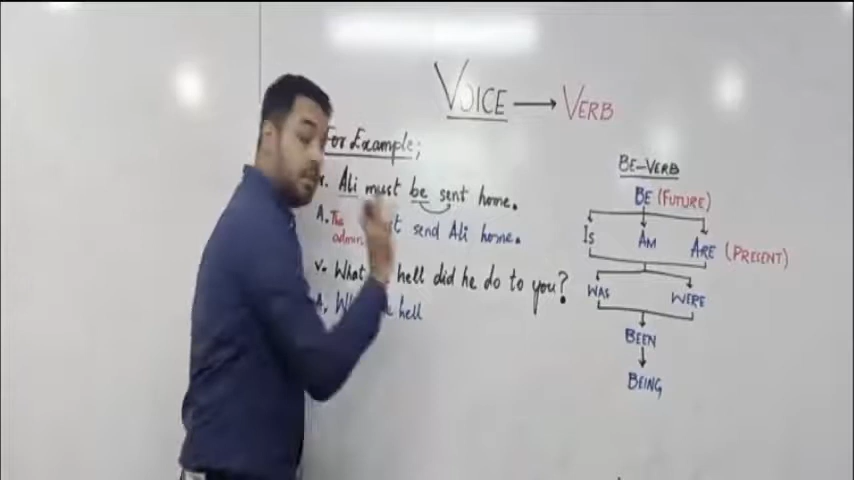 VOICE → VERB
For Example;
Ali must be sent home.
A. The admin. send Ali home.
v. What hell did he do to you?
A, hell
BE-VERB
BE (FUTURE)
IS AM ARE (PRESENT)
WAS WERE
BEEN
BEING